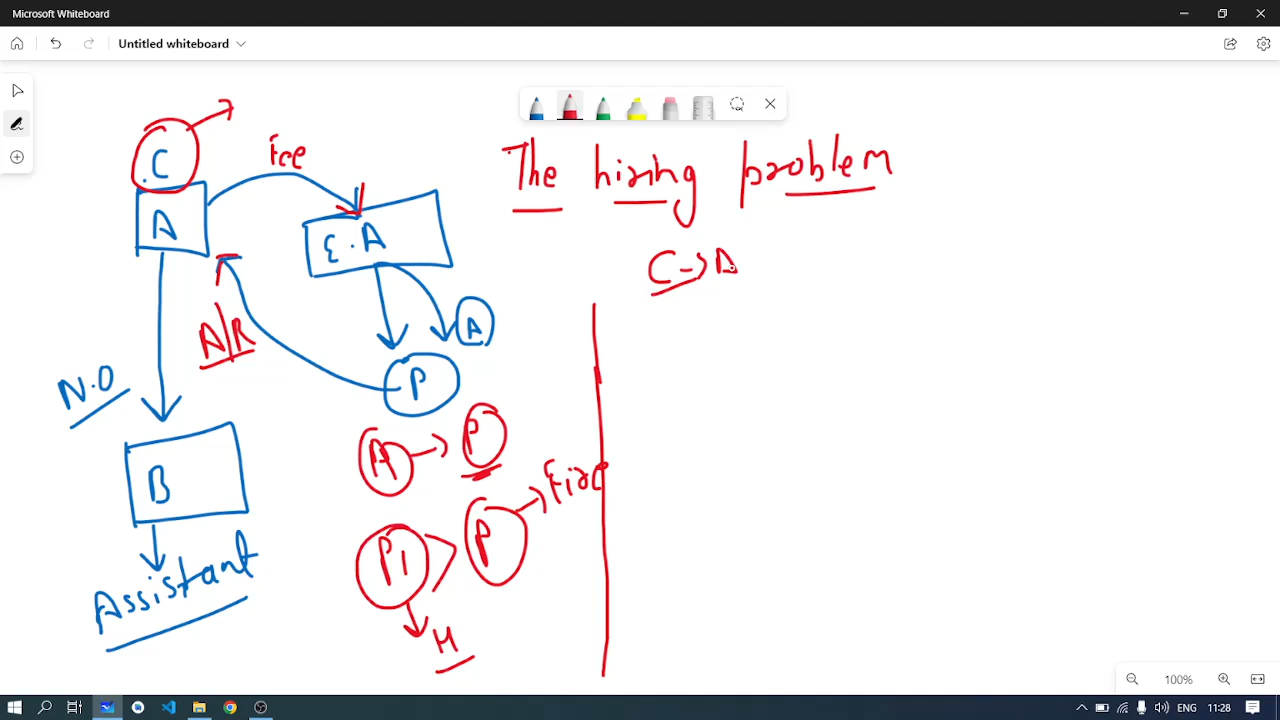 Microsoft Whiteboard
Untitled whiteboard
The hiring problem
C
Fee
A
E.A
C → A
A
A/R
P
N.O
A → P
Fire
B
P1 > P
Assistant
H
100%
ENG 11:28